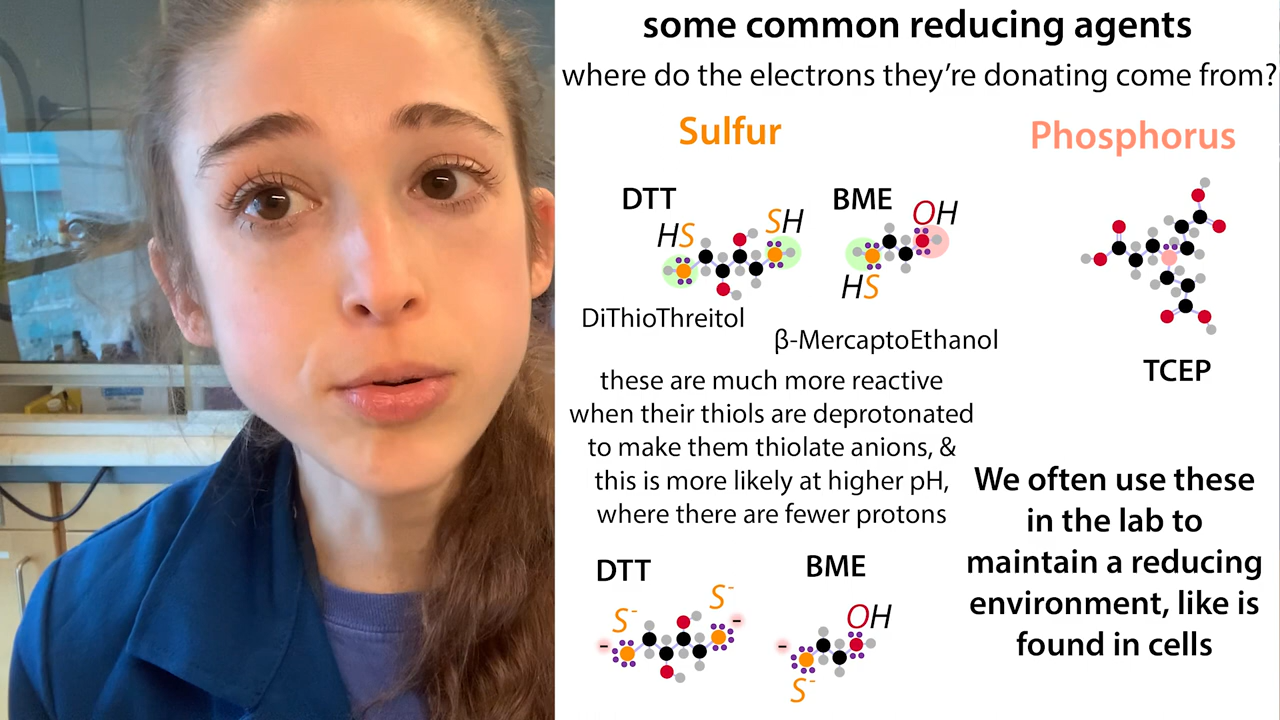 some common reducing agents
where do the electrons they're donating come from?
Sulfur
Phosphorus
DTT
BME
HS
SH
OH
HS
DiThioThreitol
β-MercaptoEthanol
TCEP
these are much more reactive
when their thiols are deprotonated
to make them thiolate anions, &
this is more likely at higher pH,
where there are fewer protons
We often use these
in the lab to
maintain a reducing
environment, like is
found in cells
DTT
BME
S-
S-
-
-
OH
-
S-